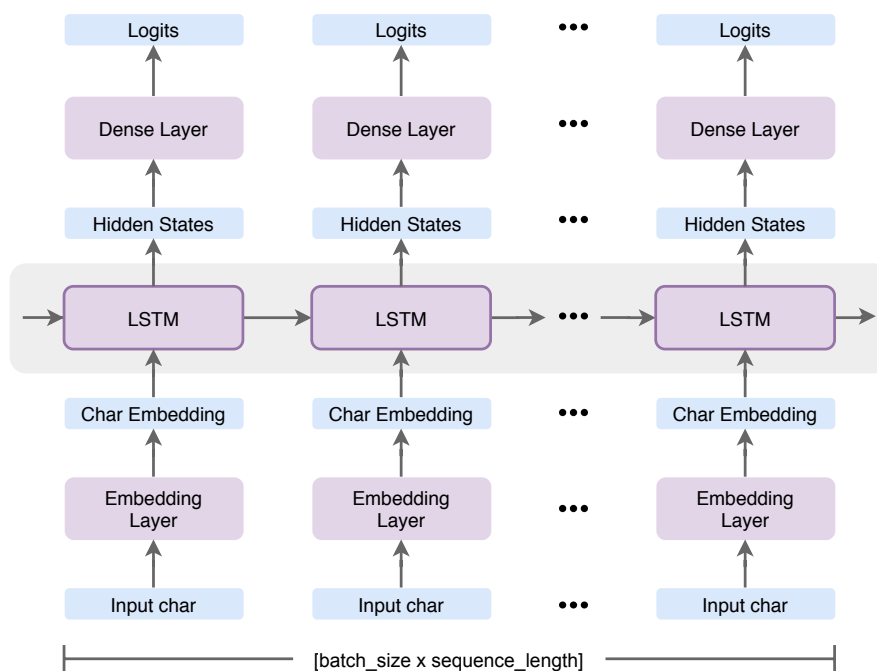 Logits Logits ••• Logits
Dense Layer Dense Layer ••• Dense Layer
Hidden States Hidden States ••• Hidden States
LSTM LSTM ••• LSTM
Char Embedding Char Embedding ••• Char Embedding
Embedding Embedding Embedding
Layer Layer ••• Layer
Input char Input char ••• Input char
[batch_size x sequence_length]